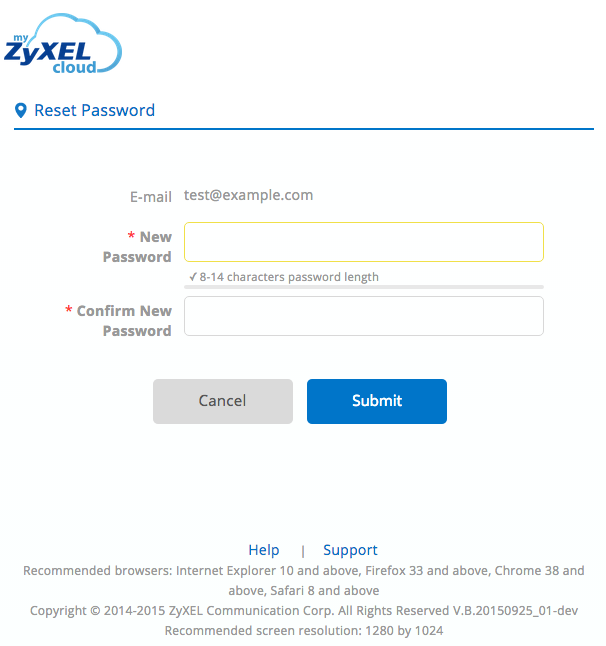 my
ZyXEL
cloud
Reset Password
E-mail test@example.com
* New
Password
✓ 8-14 characters password length
* Confirm New
Password
Cancel Submit
Help | Support
Recommended browsers: Internet Explorer 10 and above, Firefox 33 and above, Chrome 38 and
above, Safari 8 and above
Copyright © 2014-2015 ZyXEL Communication Corp. All Rights Reserved V.B.20150925_01-dev
Recommended screen resolution: 1280 by 1024